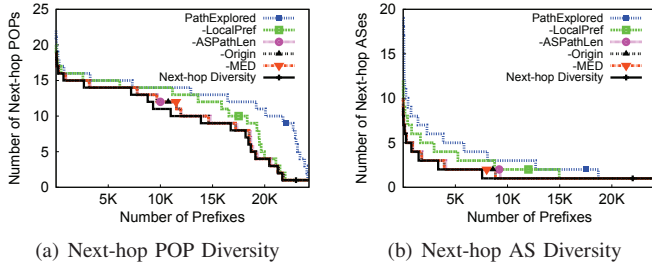 Number of Next-hop POPs
25
20
15
10
5
0
PathExplored
-LocalPref
-ASPathLen
-Origin
-MED
Next-hop Diversity
5K
10K
15K
20K
Number of Prefixes
(a) Next-hop POP Diversity
Number of Next-hop ASes
20
15
10
5
0
PathExplored
-LocalPref
-ASPathLen
-Origin
-MED
Next-hop Diversity
5K
10K
15K
20K
Number of Prefixes
(b) Next-hop AS Diversity